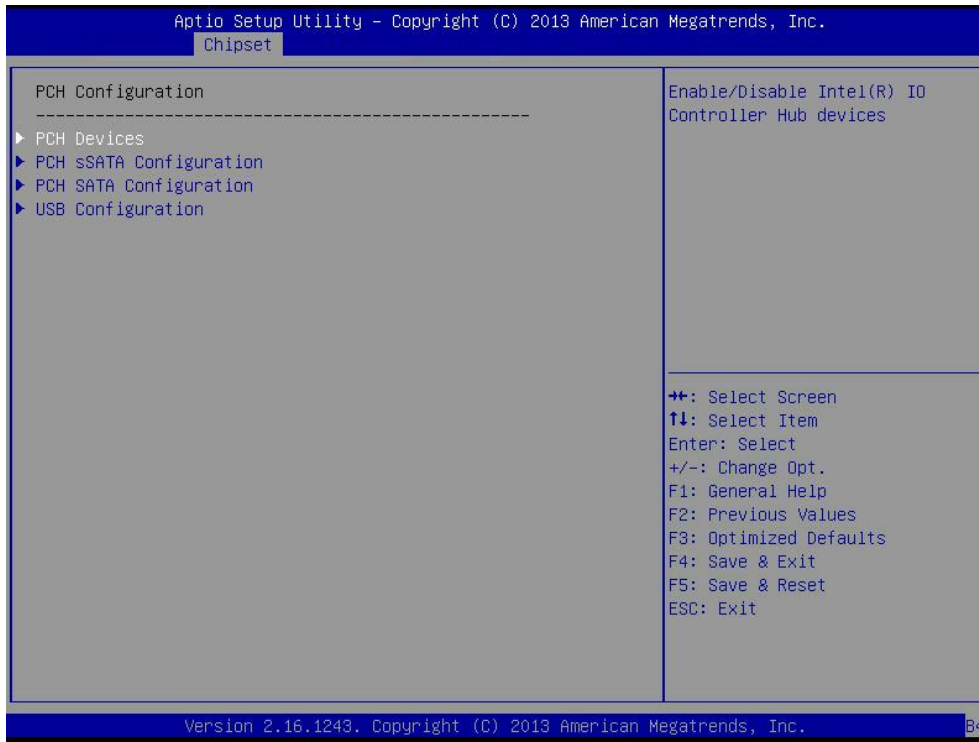 Aptio Setup Utility – Copyright (C) 2013 American Megatrends, Inc.
Chipset
PCH Configuration
--------------------------------------------------
▶ PCH Devices
▶ PCH sSATA Configuration
▶ PCH SATA Configuration
▶ USB Configuration
Enable/Disable Intel(R) IO
Controller Hub devices
→←: Select Screen
↑↓: Select Item
Enter: Select
+/-: Change Opt.
F1: General Help
F2: Previous Values
F3: Optimized Defaults
F4: Save & Exit
F5: Save & Reset
ESC: Exit
Version 2.16.1243. Copyright (C) 2013 American Megatrends, Inc.